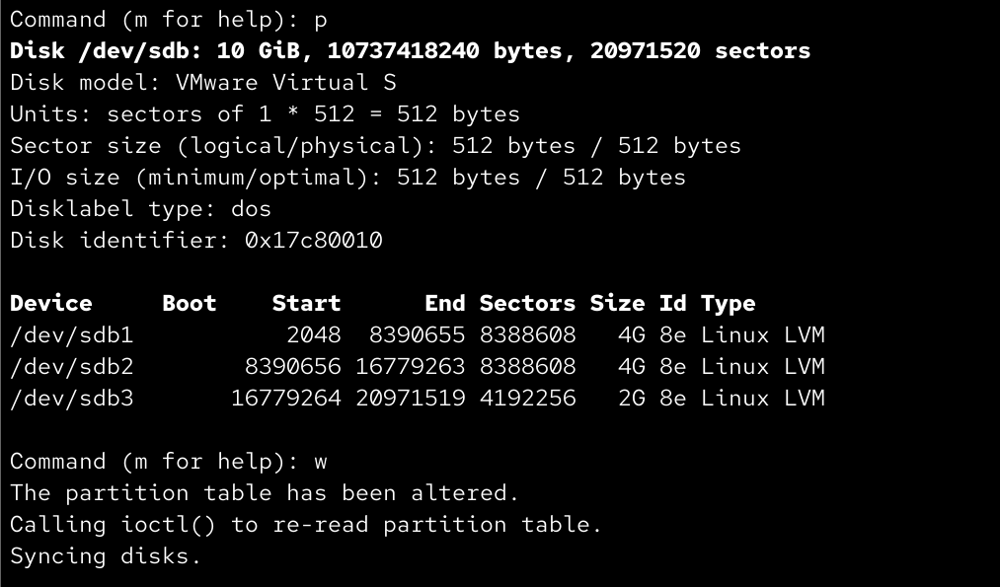 Command (m for help): p
Disk /dev/sdb: 10 GiB, 10737418240 bytes, 20971520 sectors
Disk model: VMware Virtual S
Units: sectors of 1 * 512 = 512 bytes
Sector size (logical/physical): 512 bytes / 512 bytes
I/O size (minimum/optimal): 512 bytes / 512 bytes
Disklabel type: dos
Disk identifier: 0x17c80010

Device     Boot    Start      End Sectors Size Id Type
/dev/sdb1           2048  8390655 8388608   4G 8e Linux LVM
/dev/sdb2        8390656 16779263 8388608   4G 8e Linux LVM
/dev/sdb3       16779264 20971519 4192256   2G 8e Linux LVM

Command (m for help): w
The partition table has been altered.
Calling ioctl() to re-read partition table.
Syncing disks.